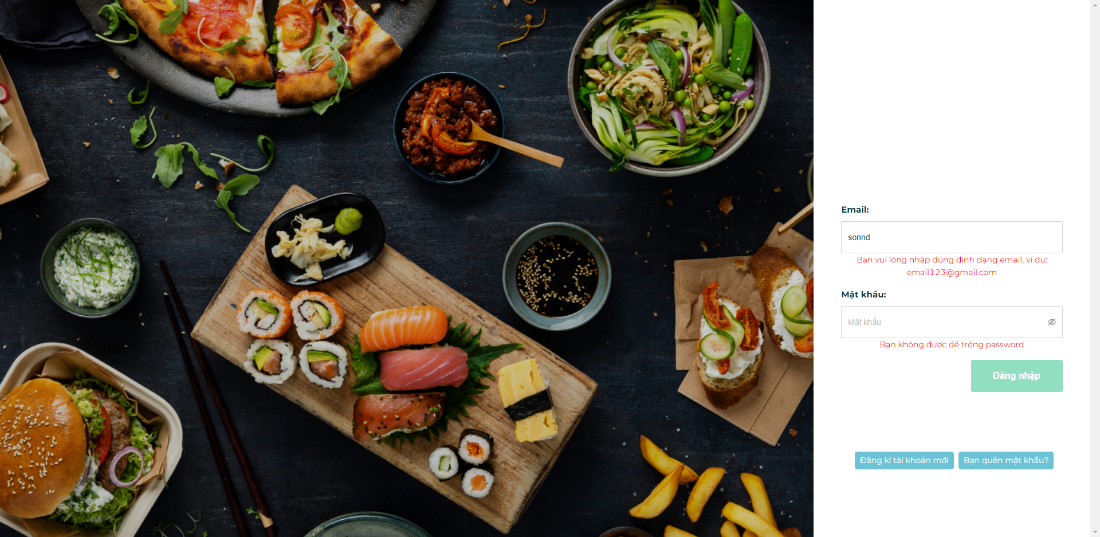 Email:
sonnd
Bạn vui lòng nhập đúng định dạng email, ví dụ:
email123@gmail.com
Mật khẩu:
Mật khẩu
Bạn không được để trống password
Đăng nhập
Đăng kí tài khoản mới
Bạn quên mật khẩu?